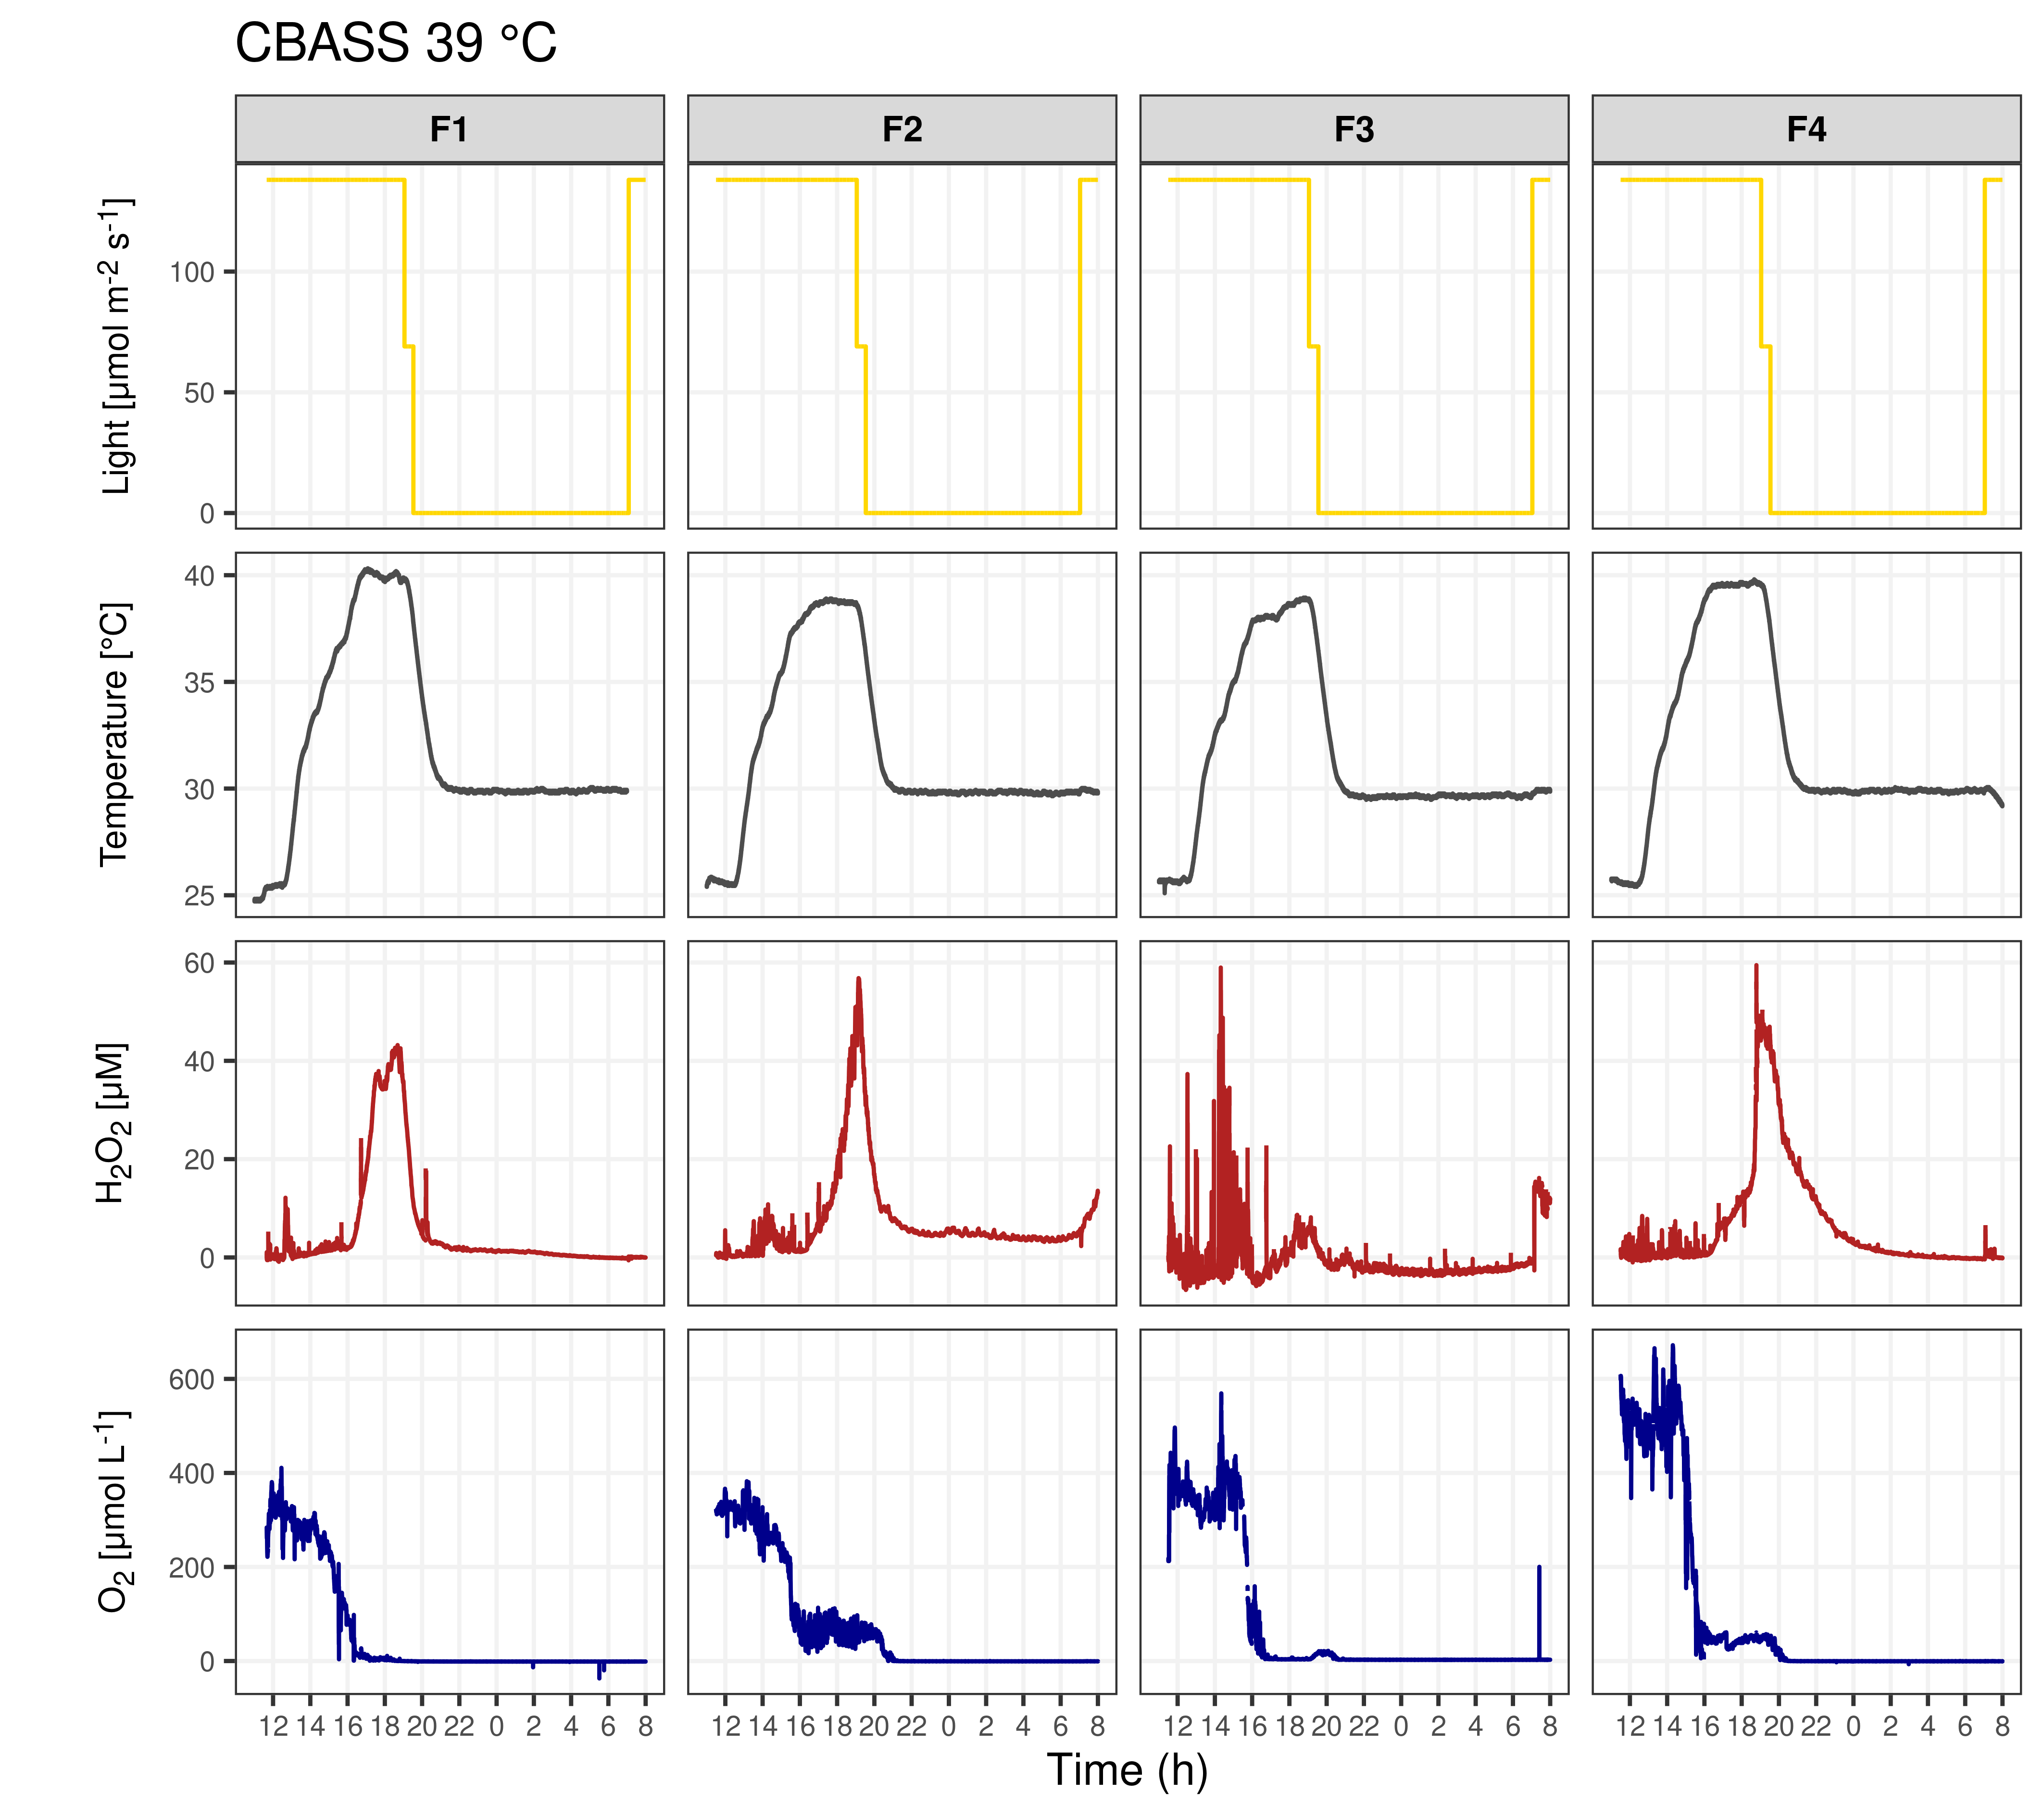 CBASS 39 °C
F1 F2 F3 F4
Light [µmol m-2 s-1]
100
50
0
Temperature [°C]
40
35
30
25
H2O2 [µM]
60
40
20
0
O2 [µmol L-1]
600
400
200
0
12 14 16 18 20 22 0 2 4 6 8 12 14 16 18 20 22 0 2 4 6 8 12 14 16 18 20 22 0 2 4 6 8 12 14 16 18 20 22 0 2 4 6 8
Time (h)